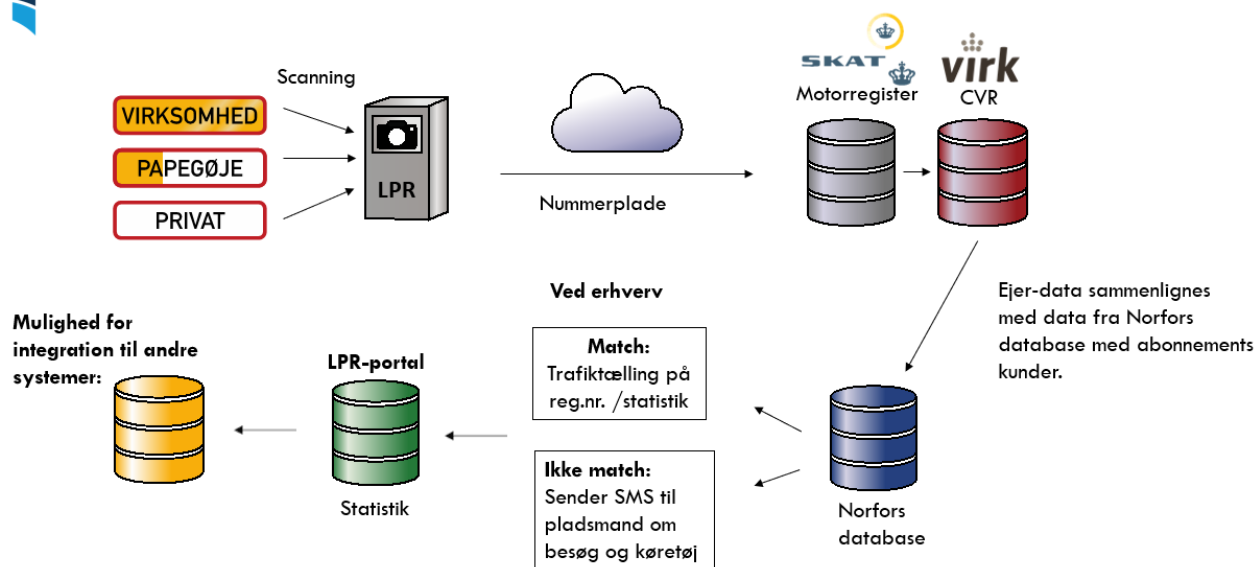 Scanning
VIRKSOMHED
PAPEGØJE
PRIVAT
LPR
Nummerplade
SKAT
Motorregister
virk
CVR
Ejer-data sammenlignes
med data fra Norfors
database med abonnements
kunder.
Ved erhverv
Match:
Trafiktælling på
reg.nr. /statistik
Ikke match:
Sender SMS til
pladsmand om
besøg og køretøj
Norfors
database
LPR-portal
Statistik
Mulighed for
integration til andre
systemer: